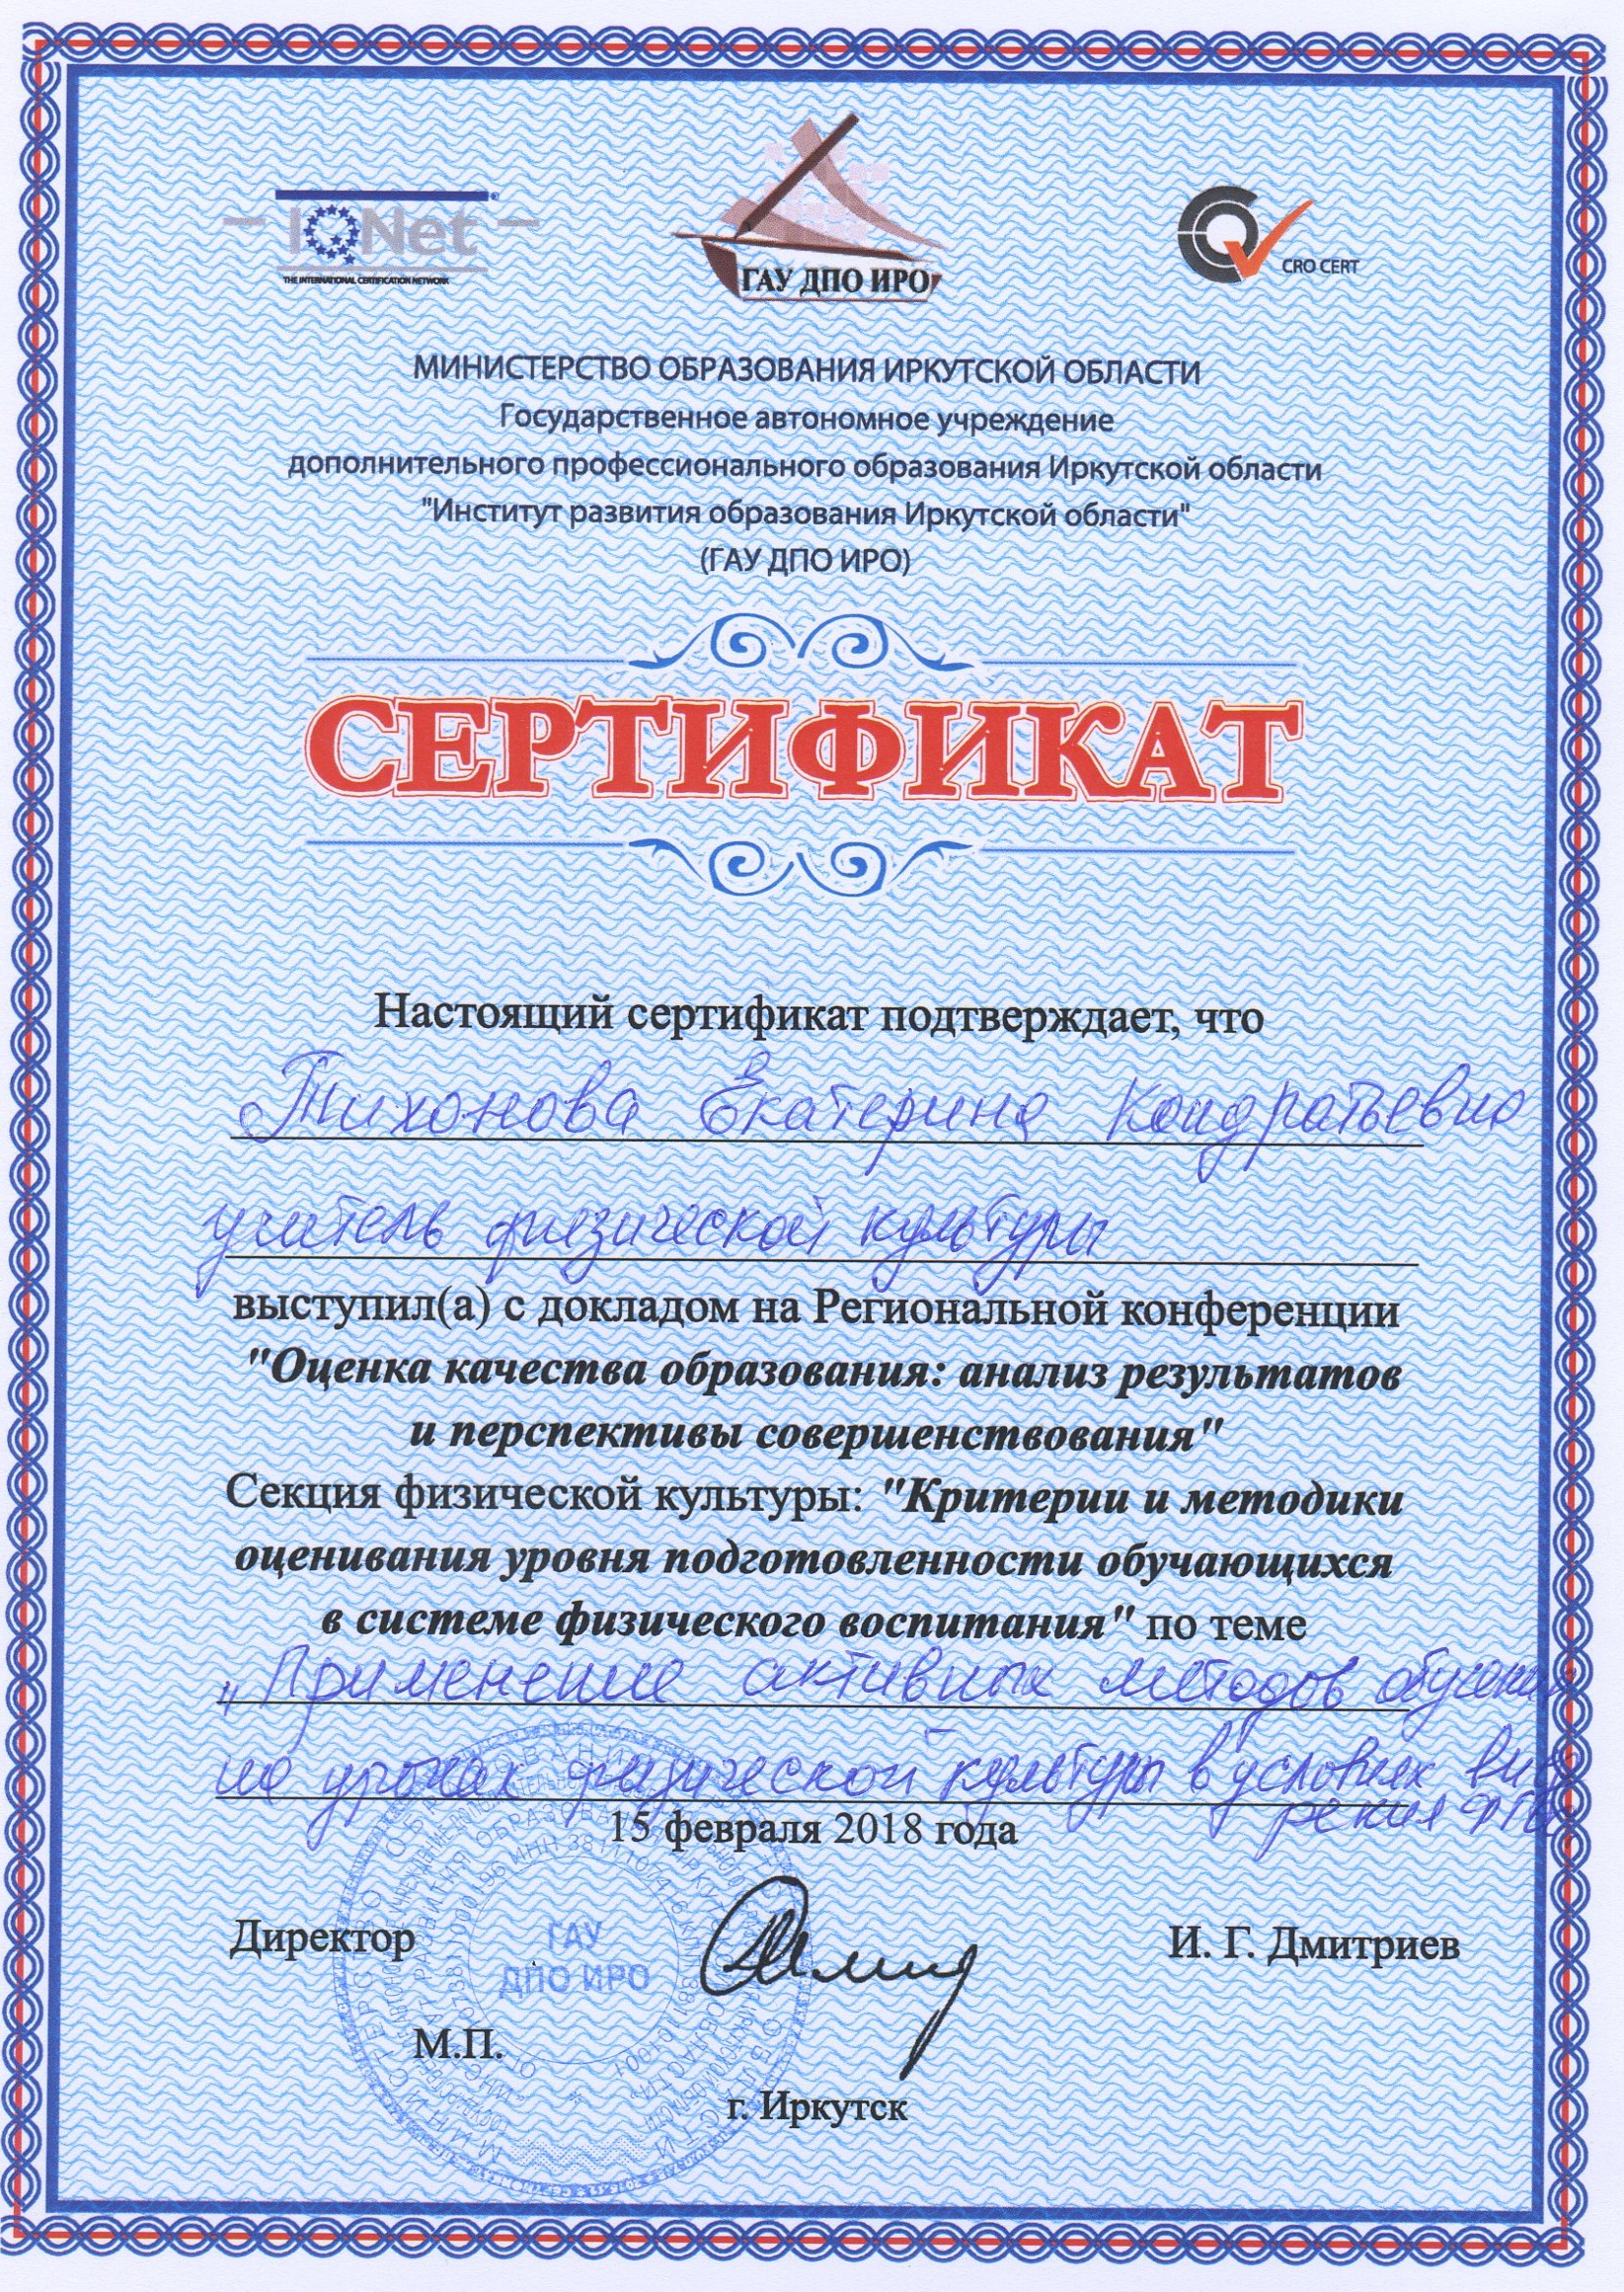 IQNet
THE INTERNATIONAL CERTIFICATION NETWORK
ГАУ ДПО ИРО
CRO CERT
МИНИСТЕРСТВО ОБРАЗОВАНИЯ ИРКУТСКОЙ ОБЛАСТИ
Государственное автономное учреждение
дополнительного профессионального образования Иркутской области
"Институт развития образования Иркутской области"
(ГАУ ДПО ИРО)
СЕРТИФИКАТ
Настоящий сертификат подтверждает, что
Тихонова Екатерина Кондратьевна
учитель физической культуры
выступил(а) с докладом на Региональной конференции
"Оценка качества образования: анализ результатов
и перспективы совершенствования"
Секция физической культуры: "Критерии и методики
оценивания уровня подготовленности обучающихся
в системе физического воспитания" по теме
„Применение активных методов обучения
на уроках физической культуры в условиях внед
рения
15 февраля 2018 года
Директор
И. Г. Дмитриев
ГАУ
ДПО ИРО
М.П.
г. Иркутск